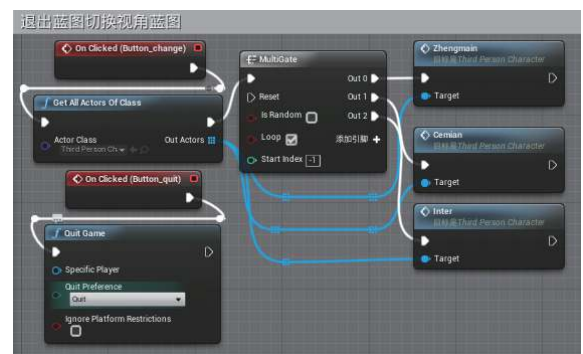 退出蓝图切换视角蓝图
On Clicked (Button_change)
Get All Actors Of Class
Actor Class
Third Person Ch
Out Actors
On Clicked (Button_quit)
Quit Game
Specific Player
Quit Preference
Quit
Ignore Platform Restrictions
MultiGate
Out 0
Reset
Out 1
Is Random
Out 2
Loop
添加引脚
Start Index
-1
Zhengmain
目标是Third Person Character
Target
Cemian
目标是Third Person Character
Target
Inter
目标是Third Person Character
Target